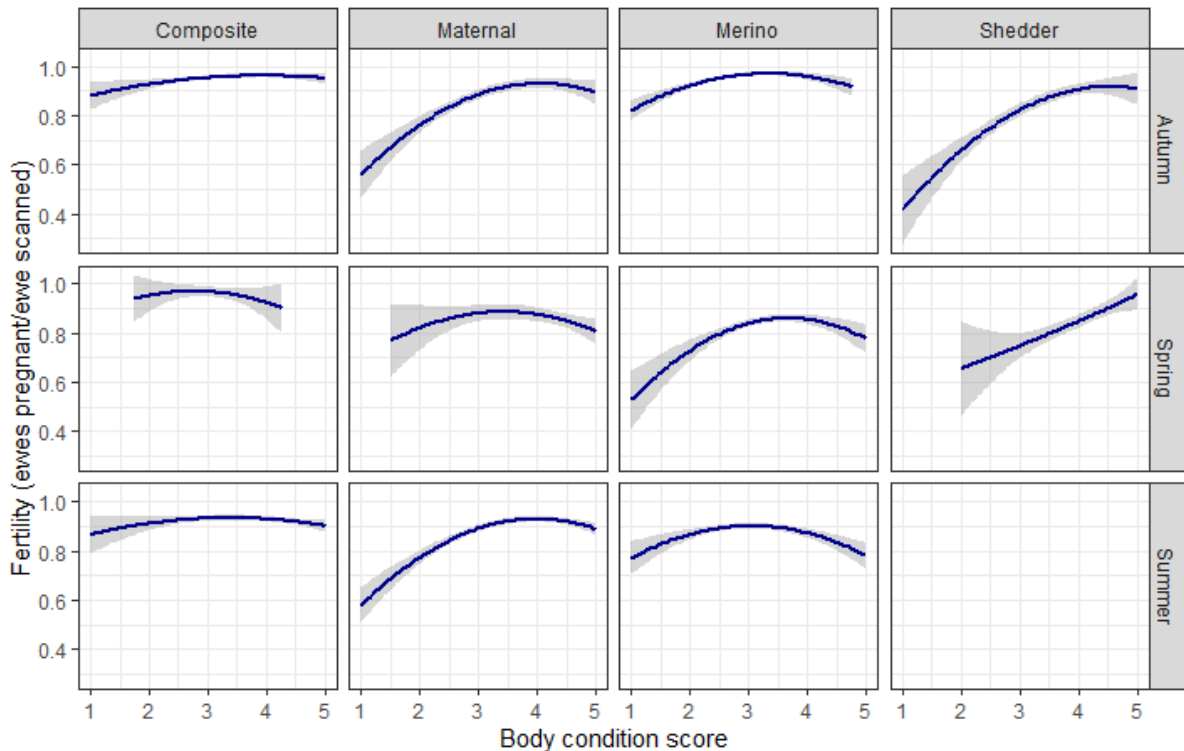 Composite
Maternal
Merino
Shedder
1.0
0.8
0.6
0.4
Autumn
1.0
0.8
0.6
0.4
Spring
1.0
0.8
0.6
0.4
Summer
Fertility (ewes pregnant/ewe scanned)
1 2 3 4 5
1 2 3 4 5
1 2 3 4 5
1 2 3 4 5
Body condition score